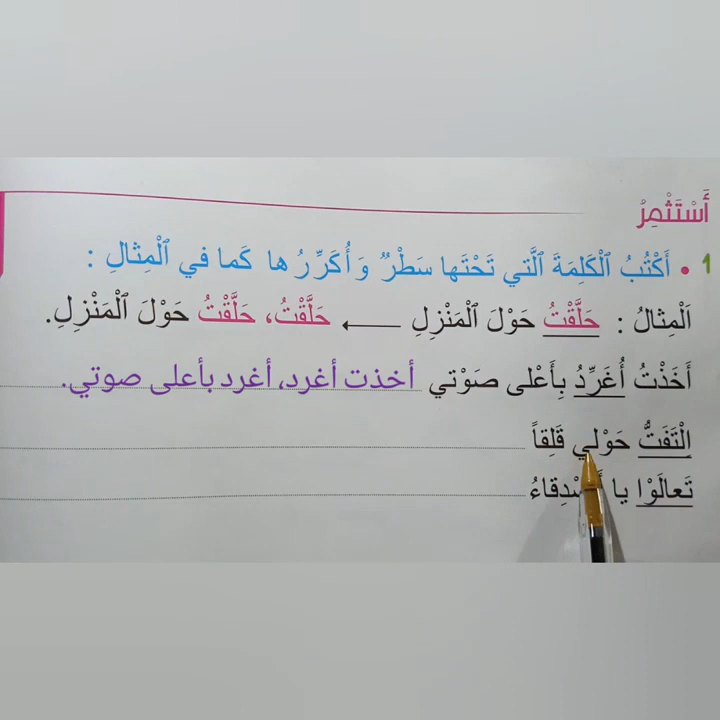 أَسْتَثْمِرُ
1 • أَكْتُبُ ٱلْكَلِمَةَ ٱلَّتي تَحْتَها سَطْرٌ وَ أُكَرِّرُها كَما في ٱلْمِثالِ :
اَلْمِثالُ : حَلَّقْتُ حَوْلَ ٱلْمَنْزِلِ ← حَلَّقْتُ، حَلَّقْتُ حَوْلَ ٱلْمَنْزِلِ.
أَخَذْتُ أُغَرِّدُ بِأَعْلى صَوْتي أخذت أغرد، أغرد بأعلى صوتي.
اِلْتَفَتُّ حَوْلي قَلِقاً
تَعالَوْا يا